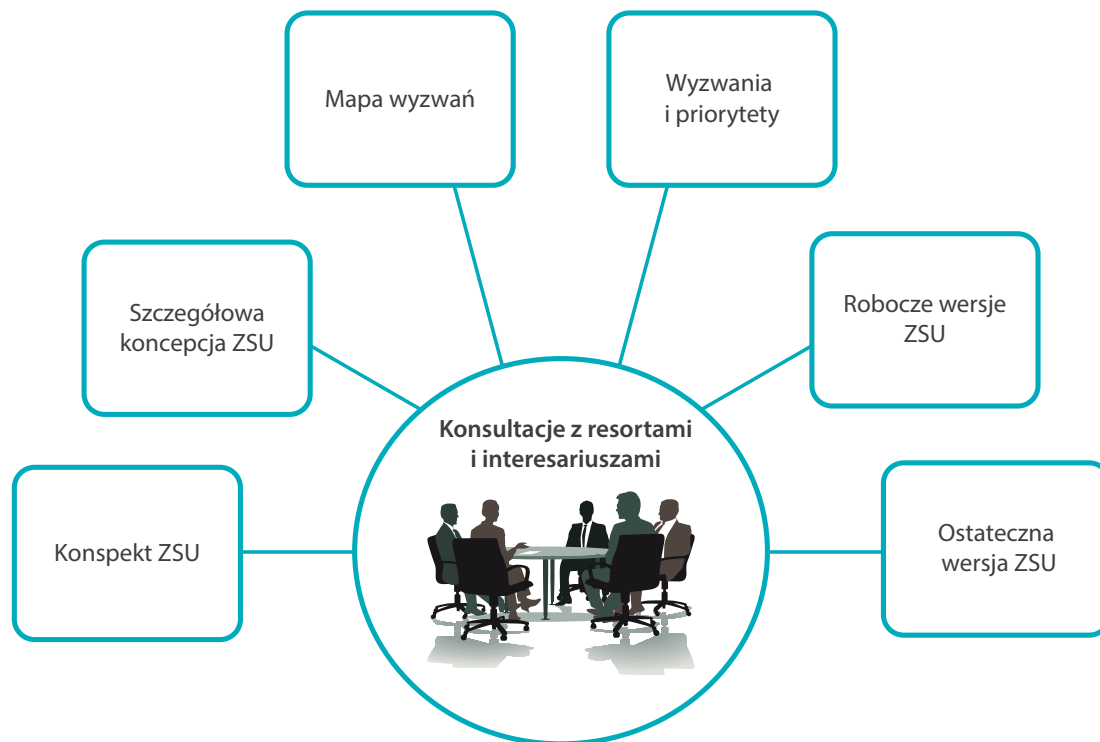 Mapa wyzwań
Wyzwania
i priorytety
Szczegółowa
koncepcja ZSU
Robocze wersje
ZSU
Konsultacje z resortami
i interesariuszami
Konspekt ZSU
Ostateczna
wersja ZSU